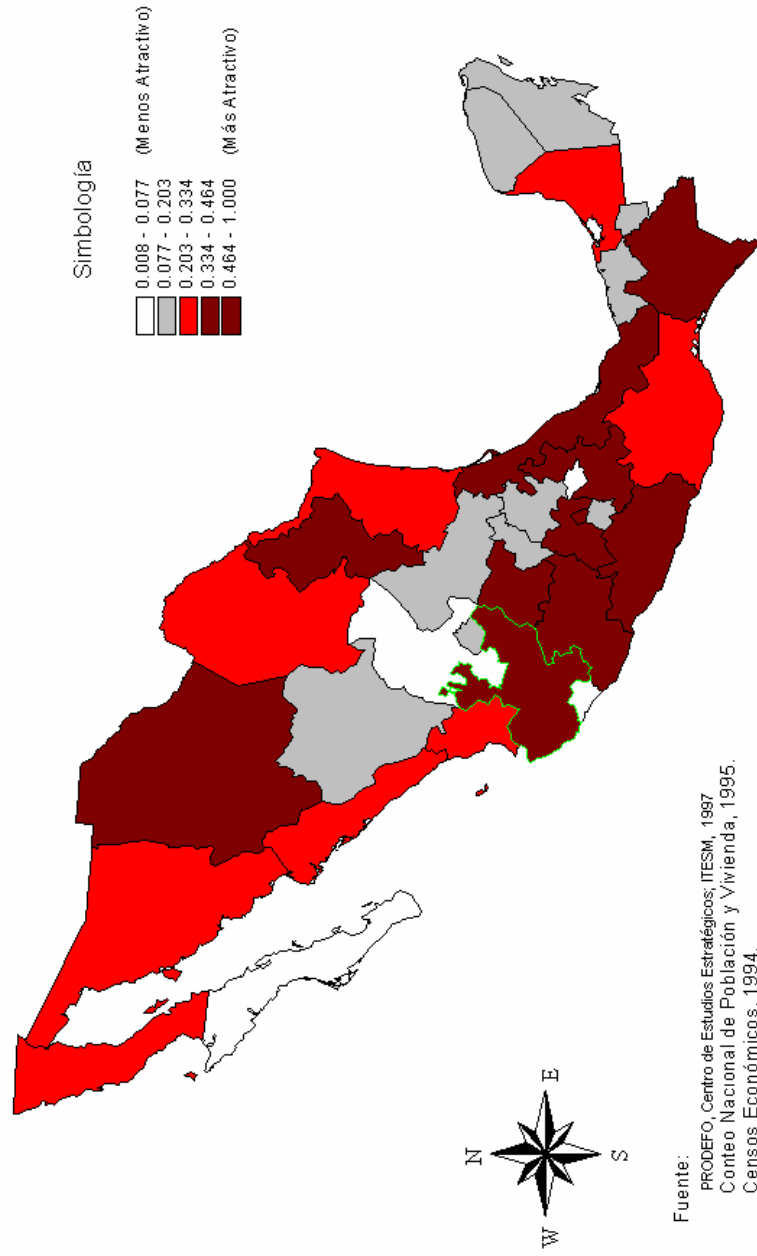 Simbología
0.008 - 0.077 (Menos Atractivo)
0.077 - 0.203
0.203 - 0.334
0.334 - 0.464
0.464 - 1.000 (Más Atractivo)
N
W E
S
Fuente:
PRODEFO, Centro de Estudios Estratégicos; ITESM, 1997
Conteo Nacional de Población y Vivienda, 1995.
Censos Económicos, 1994.